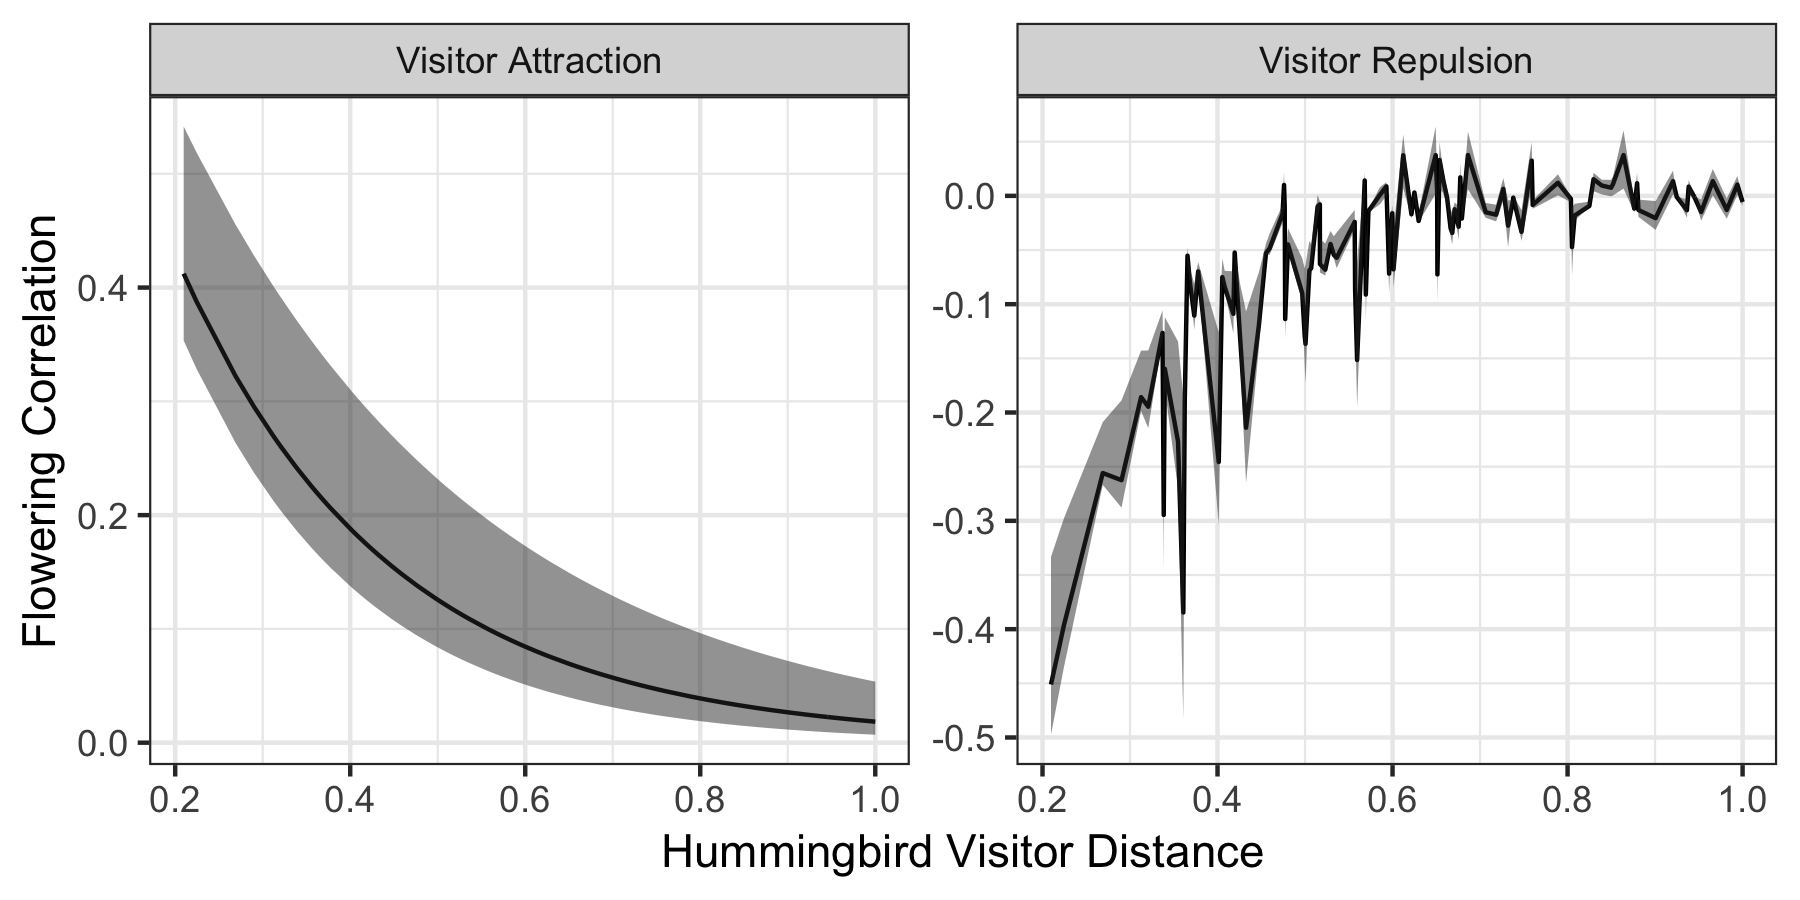 Visitor Attraction
Visitor Repulsion
Flowering Correlation
0.4
0.2
0.0
0.0
-0.1
-0.2
-0.3
-0.4
-0.5
0.2 0.4 0.6 0.8 1.0
0.2 0.4 0.6 0.8 1.0
Hummingbird Visitor Distance